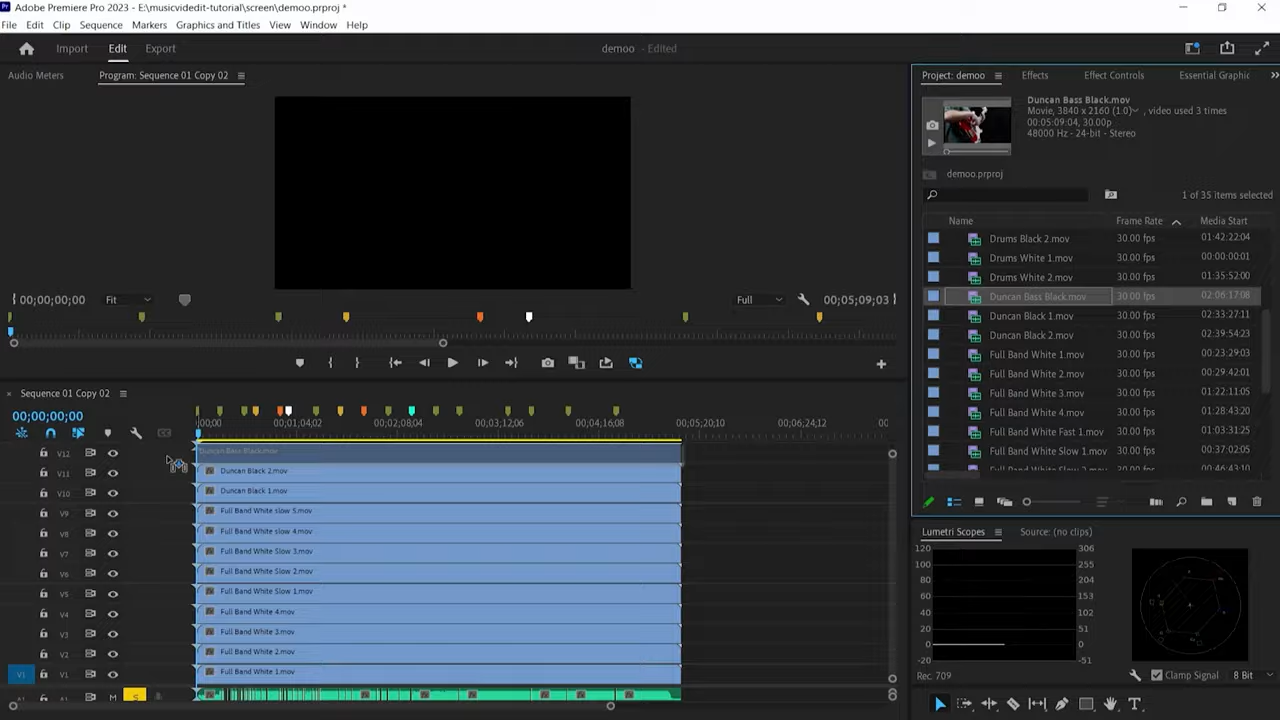 Adobe Premiere Pro 2023 - E:\musicvidedit-tutorial\screen\demoo.prproj *
File Edit Clip Sequence Markers Graphics and Titles View Window Help
Import Edit Export
demoo - Edited
Audio Meters Program: Sequence 01 Copy 02
00;00;00;00 Fit Full 00;05;09;03
Project: demoo Effects Effect Controls Essential Graphic
Duncan Bass Black.mov
Movie, 3840 x 2160 (1.0) , video used 3 times
00:05:09:04, 30.00p
48000 Hz - 24-bit - Stereo
demoo.prproj
1 of 35 items selected
Name Frame Rate Media Start
Drums Black 2.mov 30.00 fps 01:42:22:04
Drums White 1.mov 30.00 fps 00:00:00:01
Drums White 2.mov 30.00 fps 01:35:52:00
Duncan Bass Black.mov 30.00 fps 02:06:17:08
Duncan Black 1.mov 30.00 fps 02:33:27:11
Duncan Black 2.mov 30.00 fps 02:39:54:23
Full Band White 1.mov 30.00 fps 00:23:29:03
Full Band White 2.mov 30.00 fps 00:29:42:01
Full Band White 3.mov 30.00 fps 01:22:11:05
Full Band White 4.mov 30.00 fps 01:28:43:20
Full Band White Fast 1.mov 30.00 fps 01:03:31:25
Full Band White Slow 1.mov 30.00 fps 00:37:02:05
Full Band White Slow 2.mov 30.00 fps 00:46:43:10
Sequence 01 Copy 02
00;00;00;00
;00;00 00;01;04;02 00;02;08;04 00;03;12;06 00;04;16;08 00;05;20;10 00;06;24;12 00;
V12 Duncan Bass Black.mov
V11 Duncan Black 2.mov
V10 Duncan Black 1.mov
V9 Full Band White slow 5.mov
V8 Full Band White slow 4.mov
V7 Full Band White Slow 3.mov
V6 Full Band White Slow 2.mov
V5 Full Band White Slow 1.mov
V4 Full Band White 4.mov
V3 Full Band White 3.mov
V2 Full Band White 2.mov
V1 V1 Full Band White 1.mov
A1 M S
Lumetri Scopes Source: (no clips)
120 306
100 255
80 204
60 153
40 102
20 51
0 0
-20
Rec. 709 Clamp Signal 8 Bit